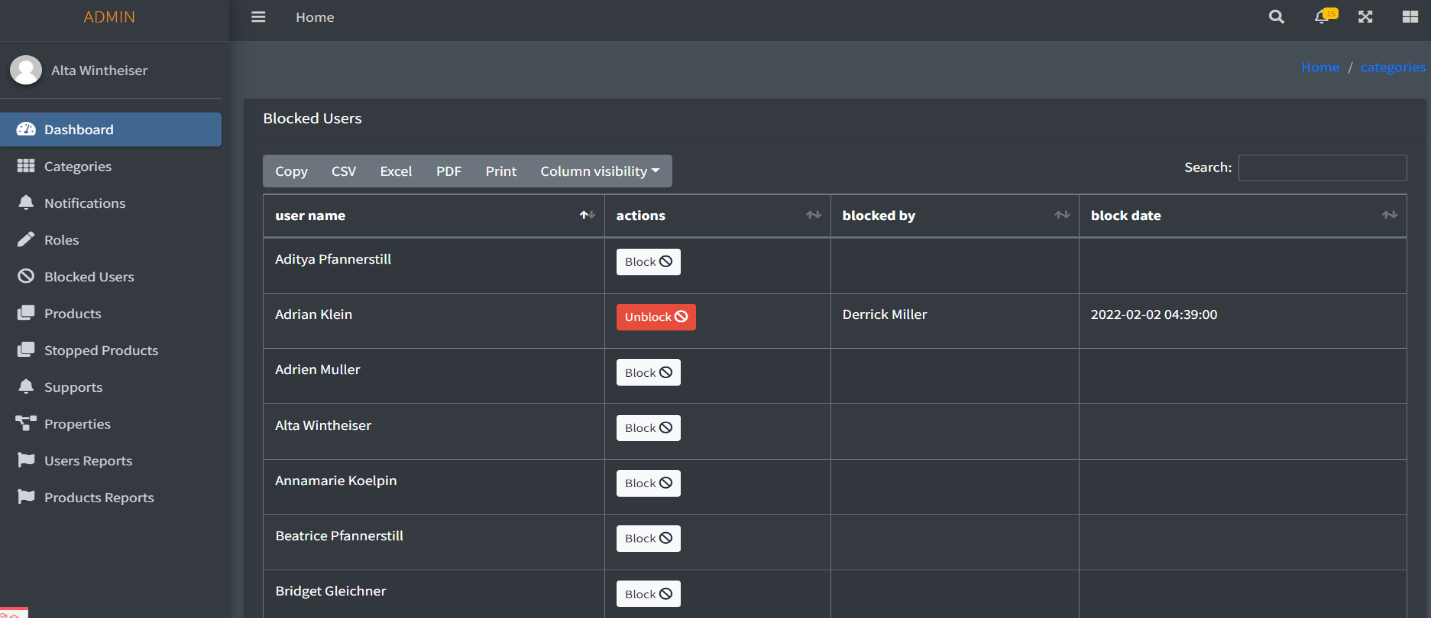 ADMIN
Home
15
Alta Wintheiser
Home / categories
Dashboard
Categories
Notifications
Roles
Blocked Users
Products
Stopped Products
Supports
Properties
Users Reports
Products Reports
Blocked Users
Copy CSV Excel PDF Print Column visibility
Search:
user name actions blocked by block date
Aditya Pfannerstill Block
Adrian Klein Unblock Derrick Miller 2022-02-02 04:39:00
Adrien Muller Block
Alta Wintheiser Block
Annamarie Koelpin Block
Beatrice Pfannerstill Block
Bridget Gleichner Block